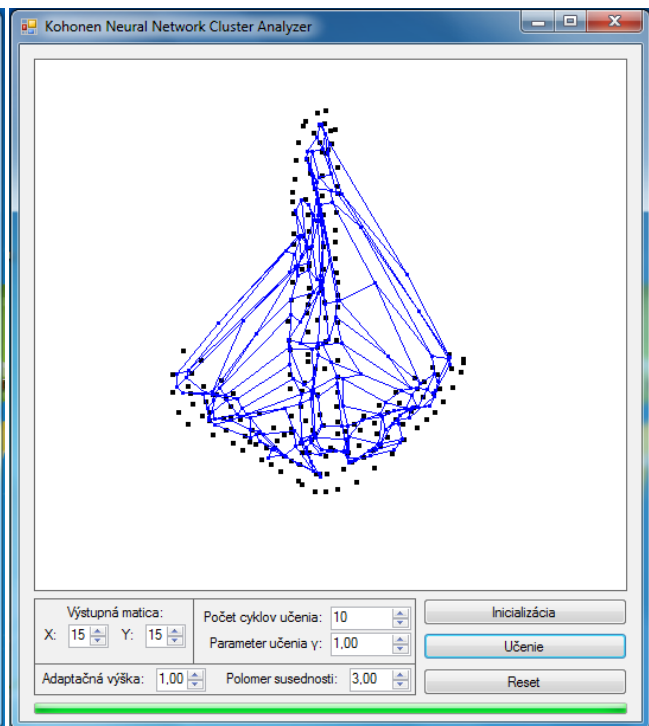 Kohonen Neural Network Cluster Analyzer
Výstupná matica:
X: 15 Y: 15
Počet cyklov učenia: 10
Parameter učenia γ: 1,00
Adaptačná výška: 1,00 Polomer susednosti: 3,00
Inicializácia
Učenie
Reset